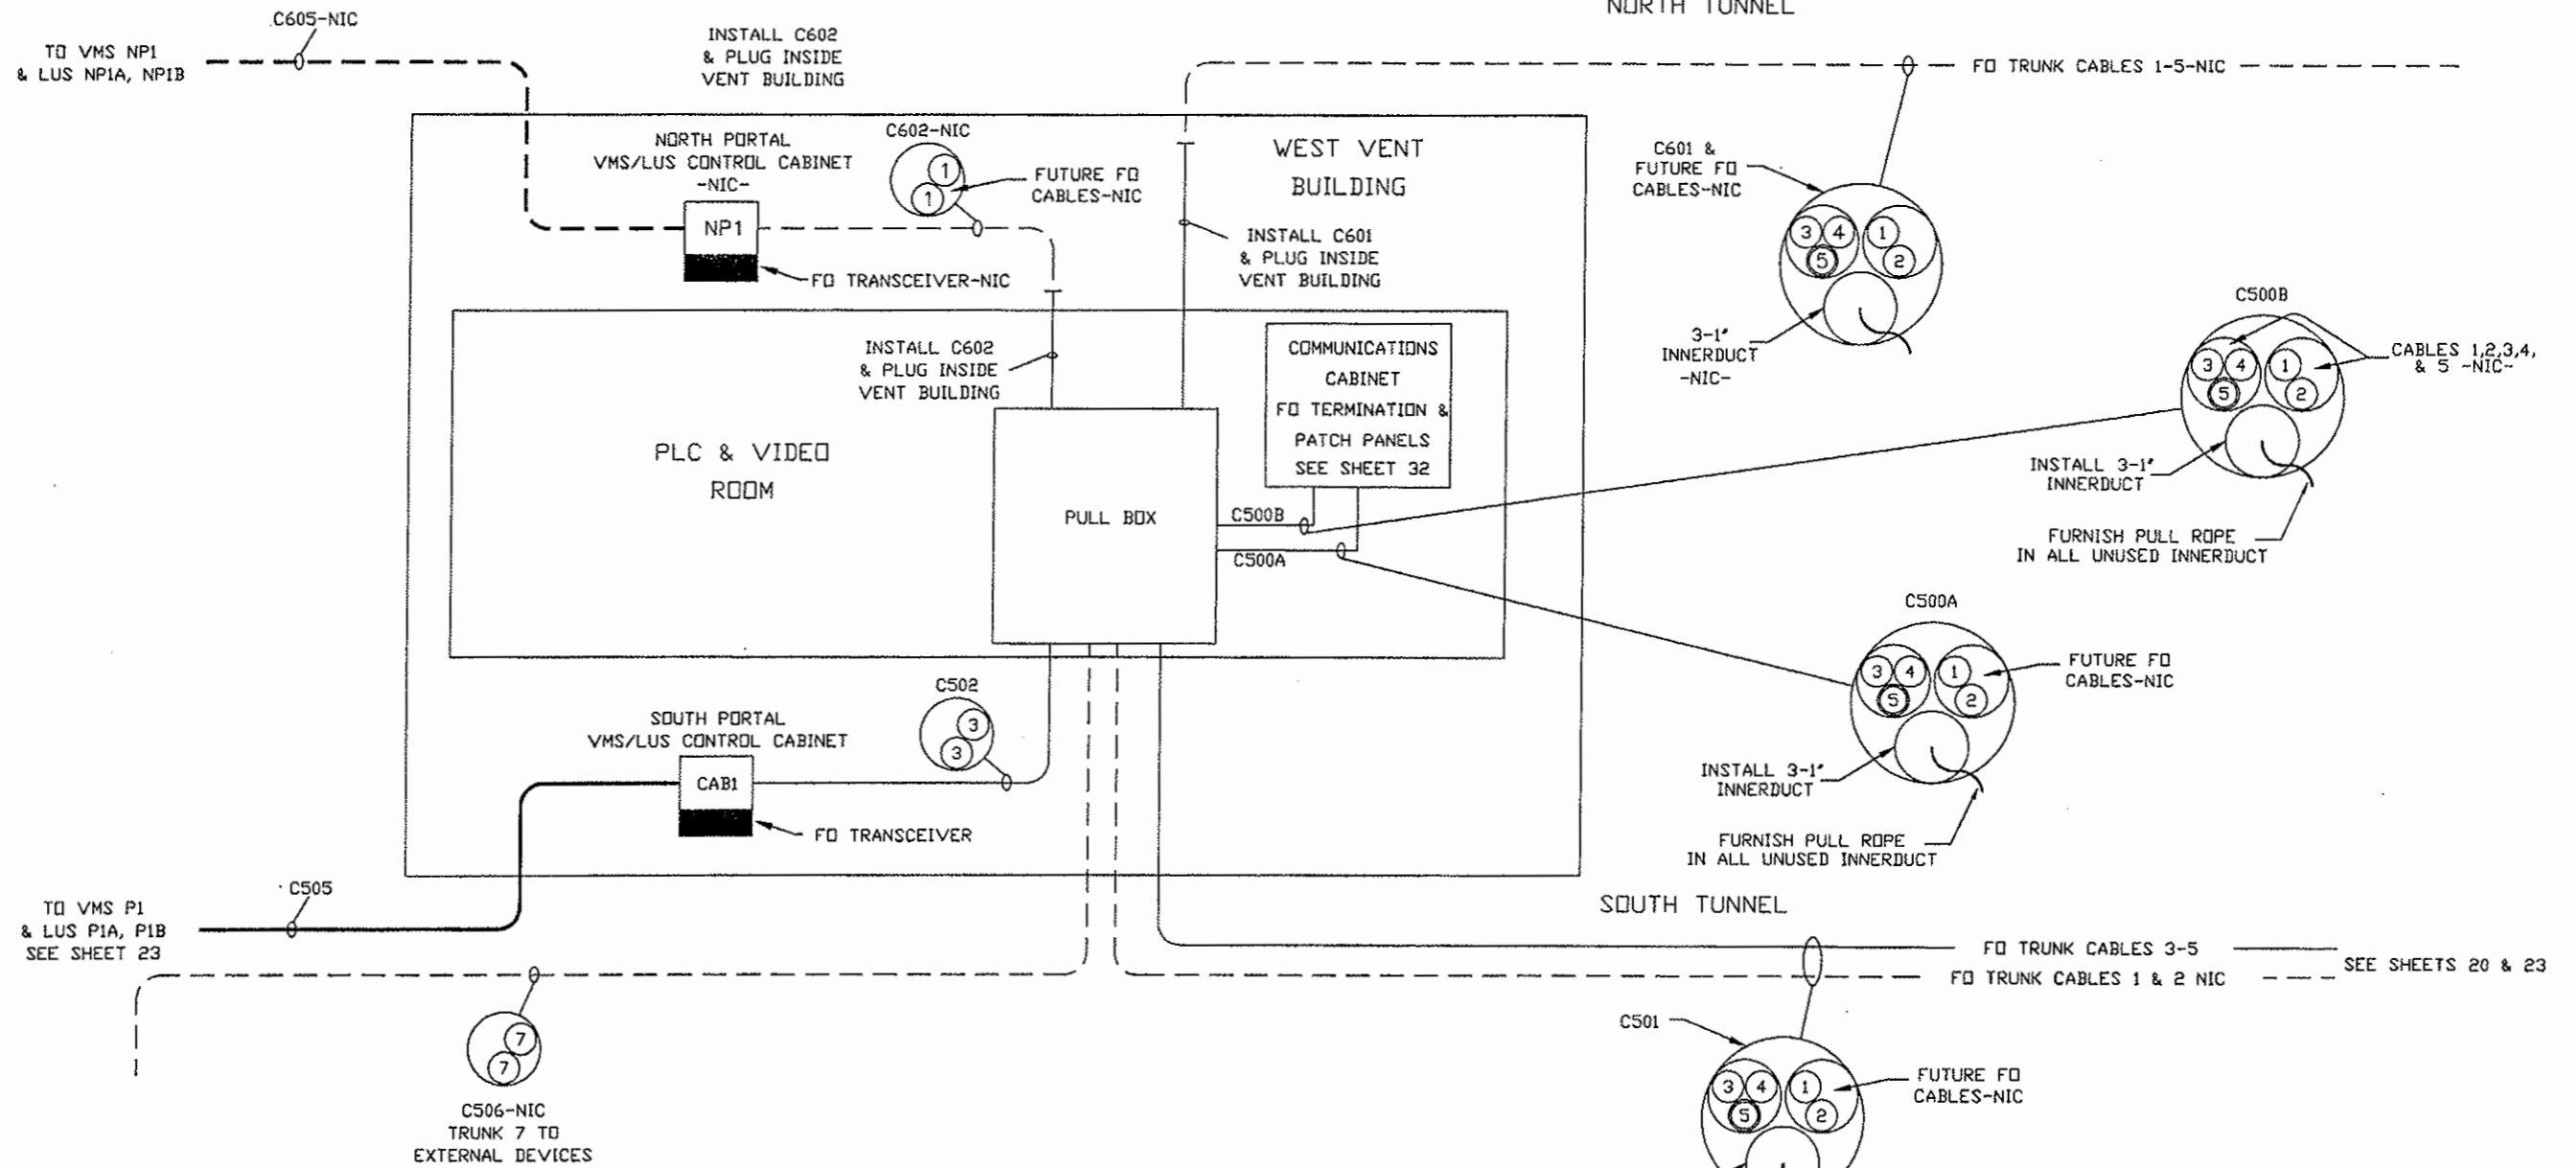 NORTH TUNNEL
C605-NIC
TO VMS NP1
& LUS NP1A, NP1B
INSTALL C602
& PLUG INSIDE
VENT BUILDING
FO TRUNK CABLES 1-5-NIC
NORTH PORTAL
VMS/LUS CONTROL CABINET
-NIC-
NP1
FO TRANSCEIVER-NIC
C602-NIC
1
1
FUTURE FO
CABLES-NIC
WEST VENT
BUILDING
INSTALL C601
& PLUG INSIDE
VENT BUILDING
C601 &
FUTURE FO
CABLES-NIC
3 4 1
5 2
3-1"
INNERDUCT
-NIC-
C500B
3 4 1
5 2
CABLES 1,2,3,4,
& 5 -NIC-
INSTALL 3-1"
INNERDUCT
FURNISH PULL ROPE
IN ALL UNUSED INNERDUCT
INSTALL C602
& PLUG INSIDE
VENT BUILDING
COMMUNICATIONS
CABINET
FO TERMINATION &
PATCH PANELS
SEE SHEET 32
PLC & VIDEO
ROOM
PULL BOX
C500B
C500A
C500A
3 4 1
5 2
FUTURE FO
CABLES-NIC
INSTALL 3-1"
INNERDUCT
FURNISH PULL ROPE
IN ALL UNUSED INNERDUCT
C502
3
3
SOUTH PORTAL
VMS/LUS CONTROL CABINET
CAB1
FO TRANSCEIVER
C505
TO VMS P1
& LUS P1A, P1B
SEE SHEET 23
SOUTH TUNNEL
FO TRUNK CABLES 3-5
FO TRUNK CABLES 1 & 2 NIC
SEE SHEETS 20 & 23
C501
3 4 1
5 2
FUTURE FO
CABLES-NIC
7
7
C506-NIC
TRUNK 7 TO
EXTERNAL DEVICES